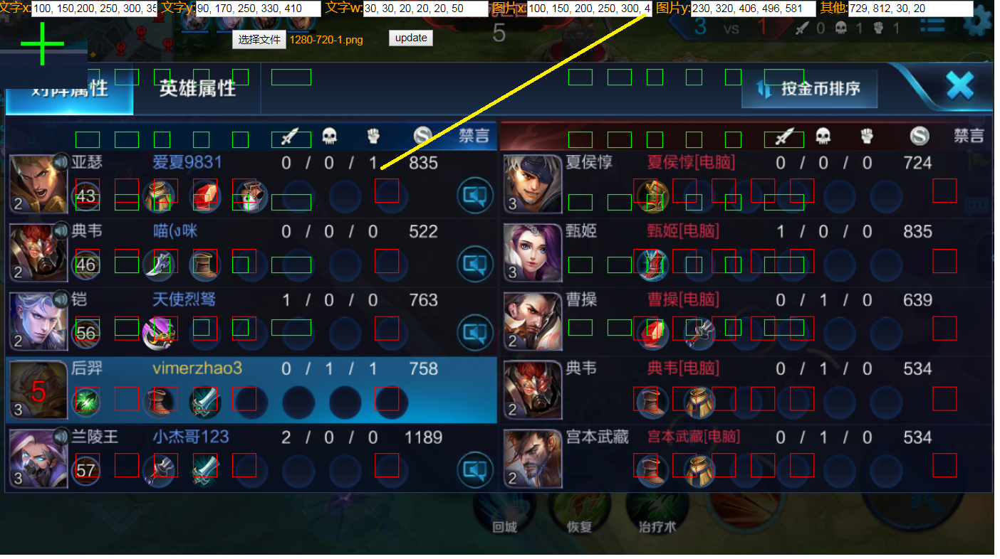 文字x: 100, 150,200, 250, 300, 35 文字y: 90, 170, 250, 330, 410 文字w: 30, 30, 20, 20, 20, 50 图片x: 100, 150, 200, 250, 300, 4 图片y: 230, 320, 406, 496, 581 其他: 729, 812, 30, 20
选择文件 1280-720-1.png update
5 3 vs 1 0 1 1
对阵属性 英雄属性 按金币排序
S 禁言 S 禁言
亚瑟 爱夏9831 0 / 0 / 1 835
2 43
夏侯惇 夏侯惇[电脑] 0 / 0 / 0 724
3
典韦 喵(ง咪 0 / 0 / 0 522
2 46
甄姬 甄姬[电脑] 1 / 0 / 0 835
3
铠 天使烈驽 1 / 0 / 0 763
2 56
曹操 曹操[电脑] 0 / 1 / 0 639
2
后羿 vimerzhao3 0 / 1 / 1 758
5
3
典韦 典韦[电脑] 0 / 1 / 0 534
2
兰陵王 小杰哥123 2 / 0 / 0 1189
3 57
宫本武藏 宫本武藏[电脑] 0 / 1 / 0 534
2
回城 恢复 治疗术